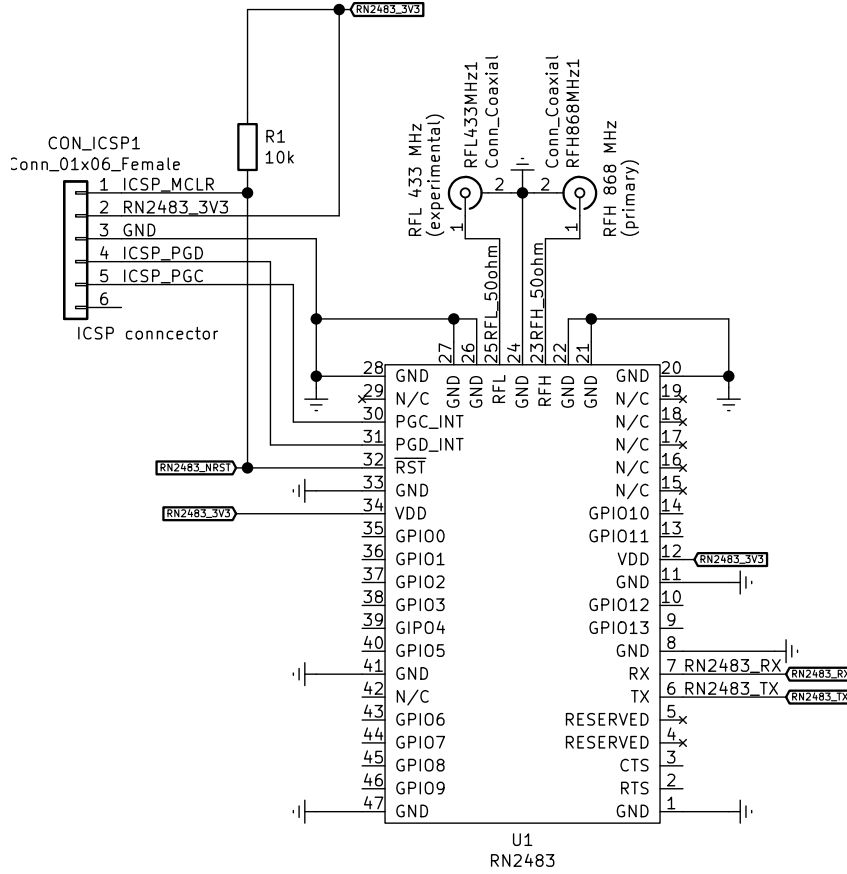 RN2483_3V3
R1
10k
CON_ICSP1
Conn_01x06_Female
1 ICSP_MCLR
2 RN2483_3V3
3 GND
4 ICSP_PGD
5 ICSP_PGC
6
ICSP conncector
RFL 433 MHz
(experimental)
RFL433MHz1
Conn_Coaxial
Conn_Coaxial
RFH868MHz1
RFH 868 MHz
(primary)
2
2
1
1
RFL_50ohm
RFH_50ohm
27 GND
26 GND
25 RFL
24 GND
23 RFH
22 GND
21 GND
28 GND
29 N/C
30 PGC_INT
31 PGD_INT
RN2483_NRST
32 RST
33 GND
RN2483_3V3
34 VDD
35 GPIO0
36 GPIO1
37 GPIO2
38 GPIO3
39 GIPO4
40 GPIO5
41 GND
42 N/C
43 GPIO6
44 GPIO7
45 GPIO8
46 GPIO9
47 GND
GND 20
N/C 19
N/C 18
N/C 17
N/C 16
N/C 15
GPIO10 14
GPIO11 13
VDD 12
RN2483_3V3
GND 11
GPIO12 10
GPIO13 9
GND 8
RX 7 RN2483_RX
RN2483_RX
TX 6 RN2483_TX
RN2483_TX
RESERVED 5
RESERVED 4
CTS 3
RTS 2
GND 1
U1
RN2483